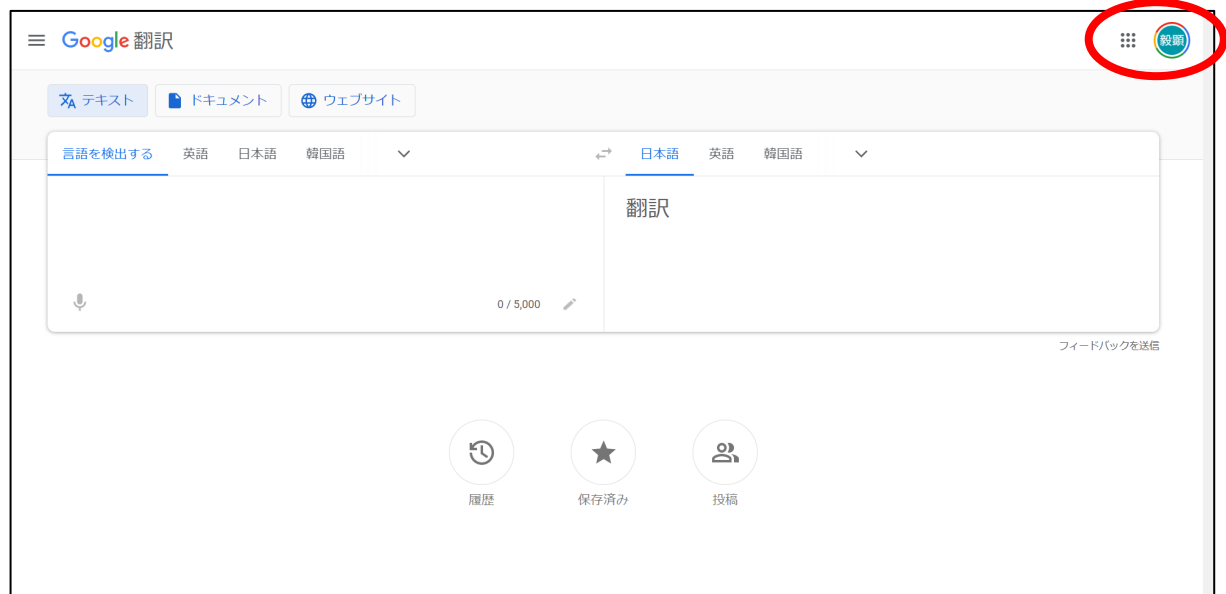 Google 翻訳
毅顕
テキスト ドキュメント ウェブサイト
言語を検出する 英語 日本語 韓国語 日本語 英語 韓国語
翻訳
0 / 5,000
フィードバックを送信
履歴 保存済み 投稿